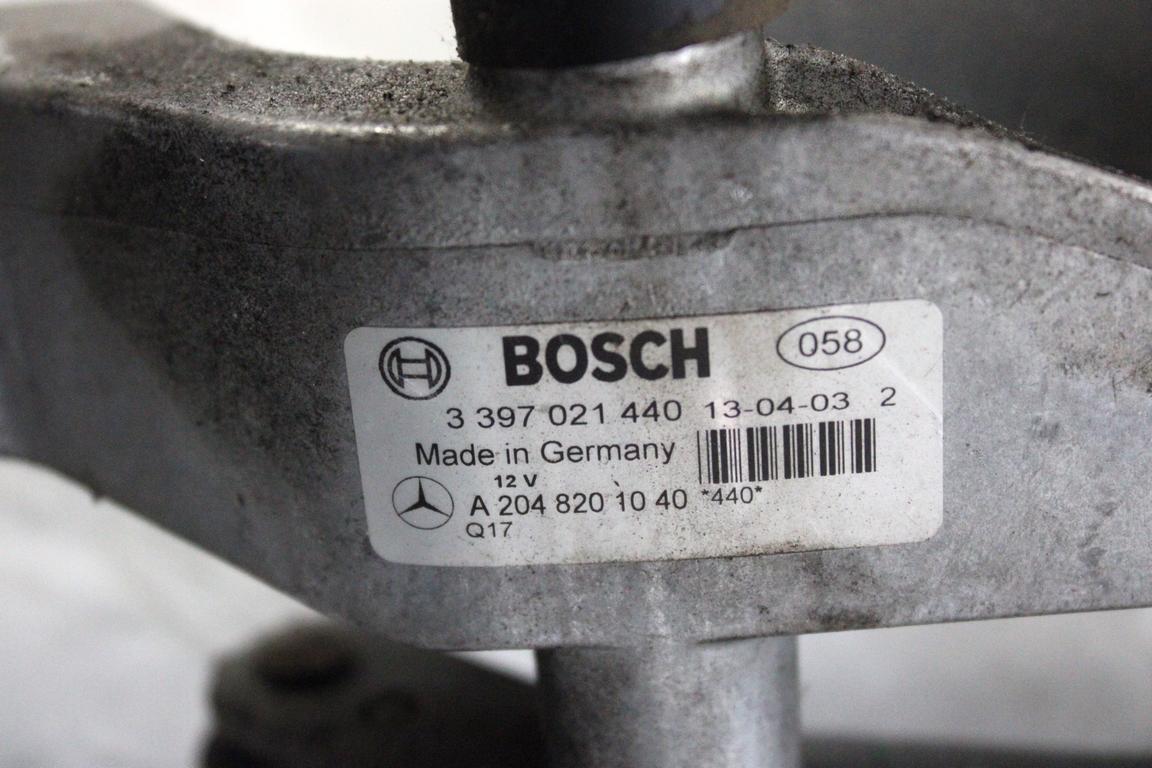 BOSCH 058
3 397 021 440 13-04-03 2
Made in Germany
12 V
A 204 820 10 40 *440*
Q17